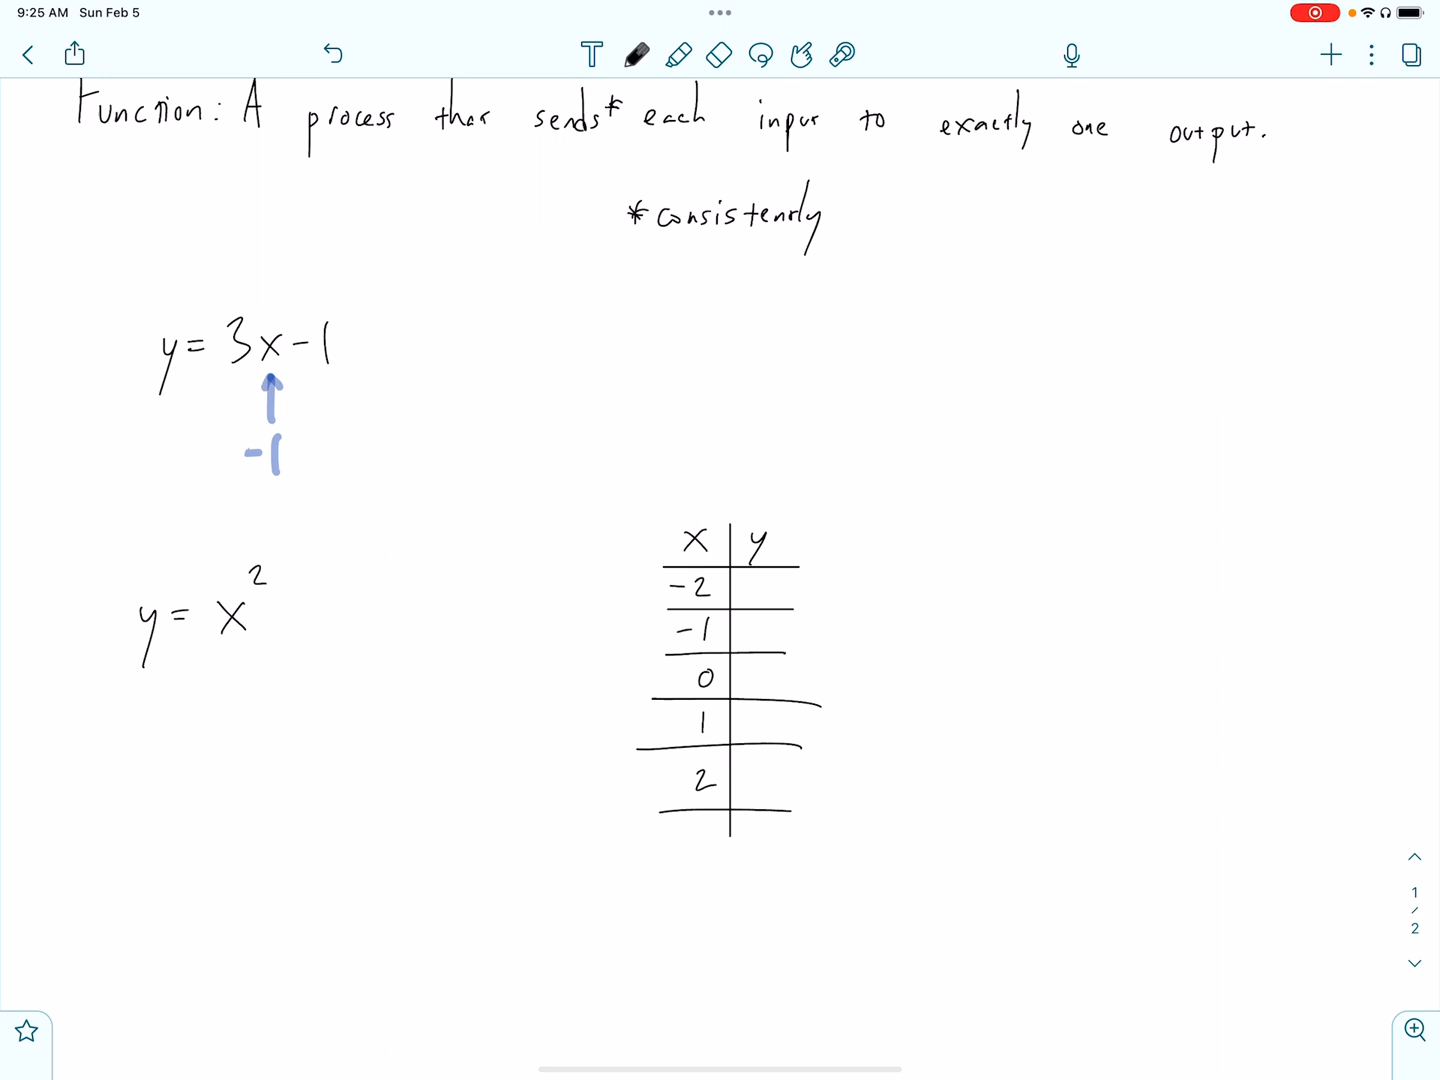 9:25 AM Sun Feb 5
Function: A process that sends* each input to exactly one output.
*consistently
y = 3x - 1
-1
y = x²
x y
-2
-1
0
1
2
1
/
2